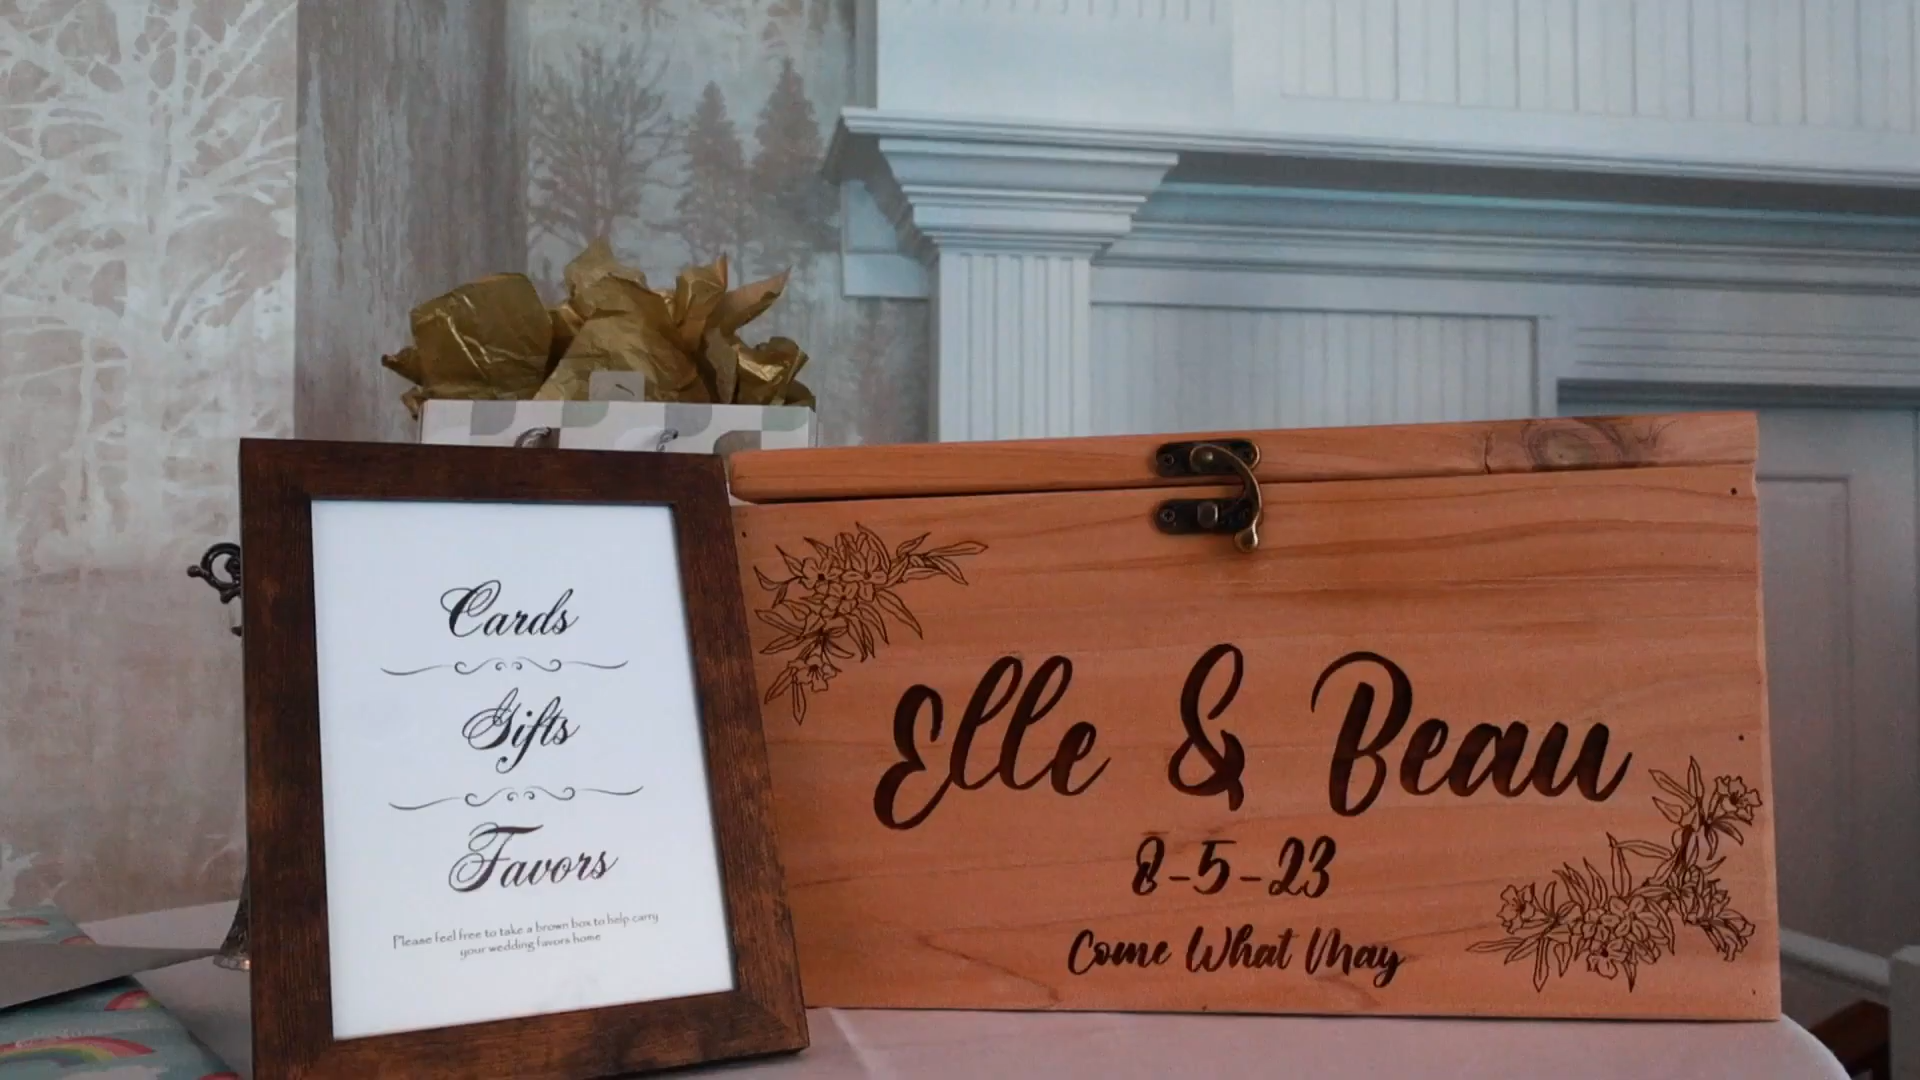 Cards
Gifts
Favors
Please feel free to take a brown box to help carry
your wedding favors home
Elle & Beau
8-5-23
Come What May